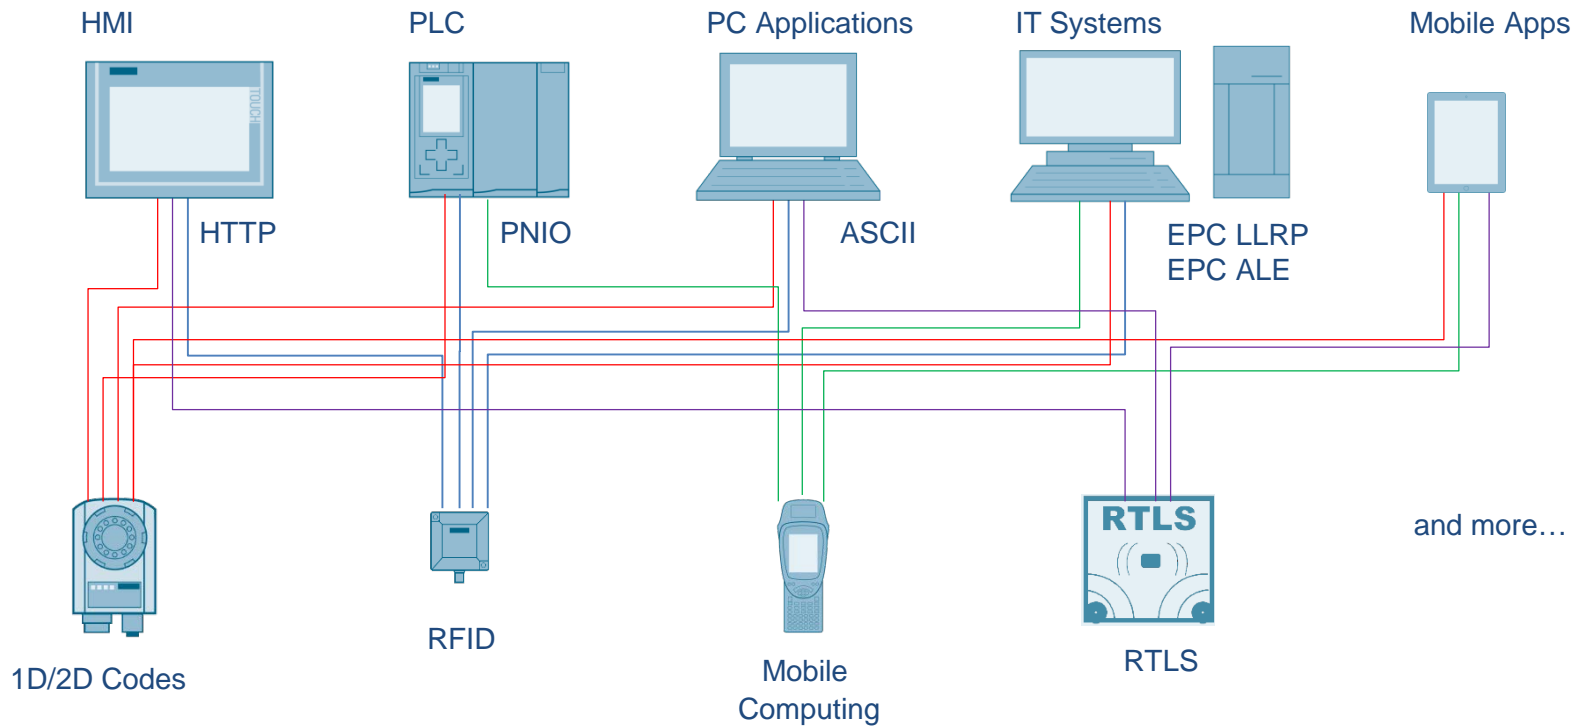 HMI
PLC
PC Applications
IT Systems
Mobile Apps
TOUCH
HTTP
PNIO
ASCII
EPC LLRP
EPC ALE
RTLS
and more…
RFID
1D/2D Codes
Mobile
Computing
RTLS